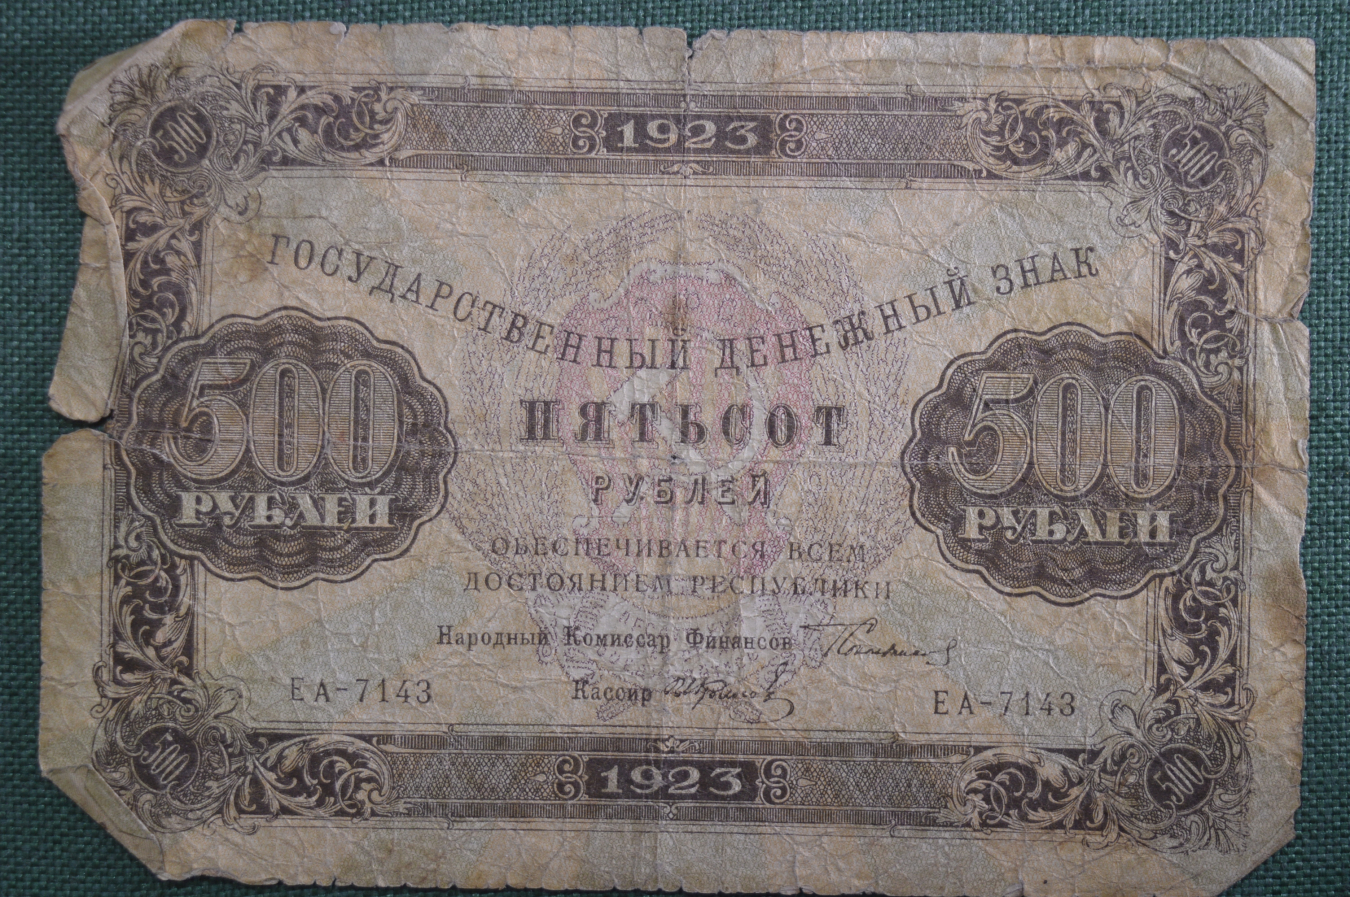 500 1923 500
ГОСУДАРСТВЕННЫЙ ДЕНЕЖНЫЙ ЗНАК
500 РУБЛЕЙ
ПЯТЬСОТ
РУБЛЕЙ
500 РУБЛЕЙ
ОБЕСПЕЧИВАЕТСЯ ВСЕМ
ДОСТОЯНИЕМ РЕСПУБЛИКИ
Народный Комиссар Финансов
ЕА-7143 Кассир ЕА-7143
500 1923 500